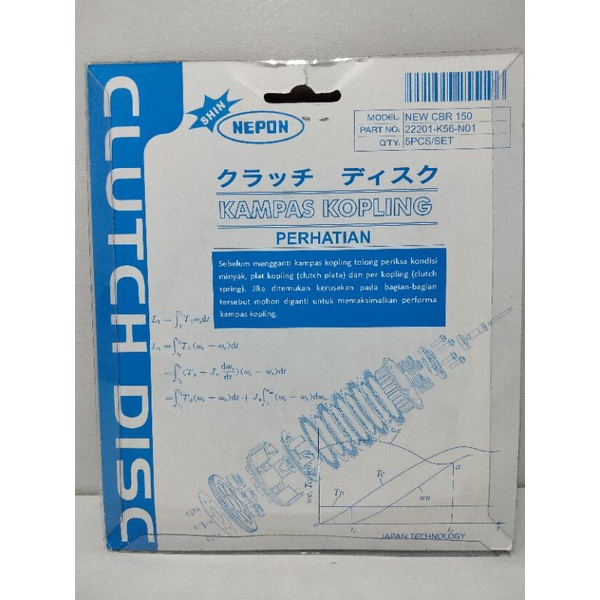 CLUTCH DISC
SHIN
NEPON
MODEL: NEW CBR 150
PART NO: 22201-K56-N01
Q'TY: 5PCS/SET
クラッチ ディスク
KAMPAS KOPLING
PERHATIAN
Sebelum mengganti kampas kopling tolong periksa kondisi
minyak, plat kopling (clutch plate) dan per kopling (clutch
spring). Jika ditemukan kerusakan pada bagian-bagian
tersebut mohon diganti untuk memaksimalkan performa
kampas kopling.
Tp
Tc
a
o
JAPAN TECHNOLOGY